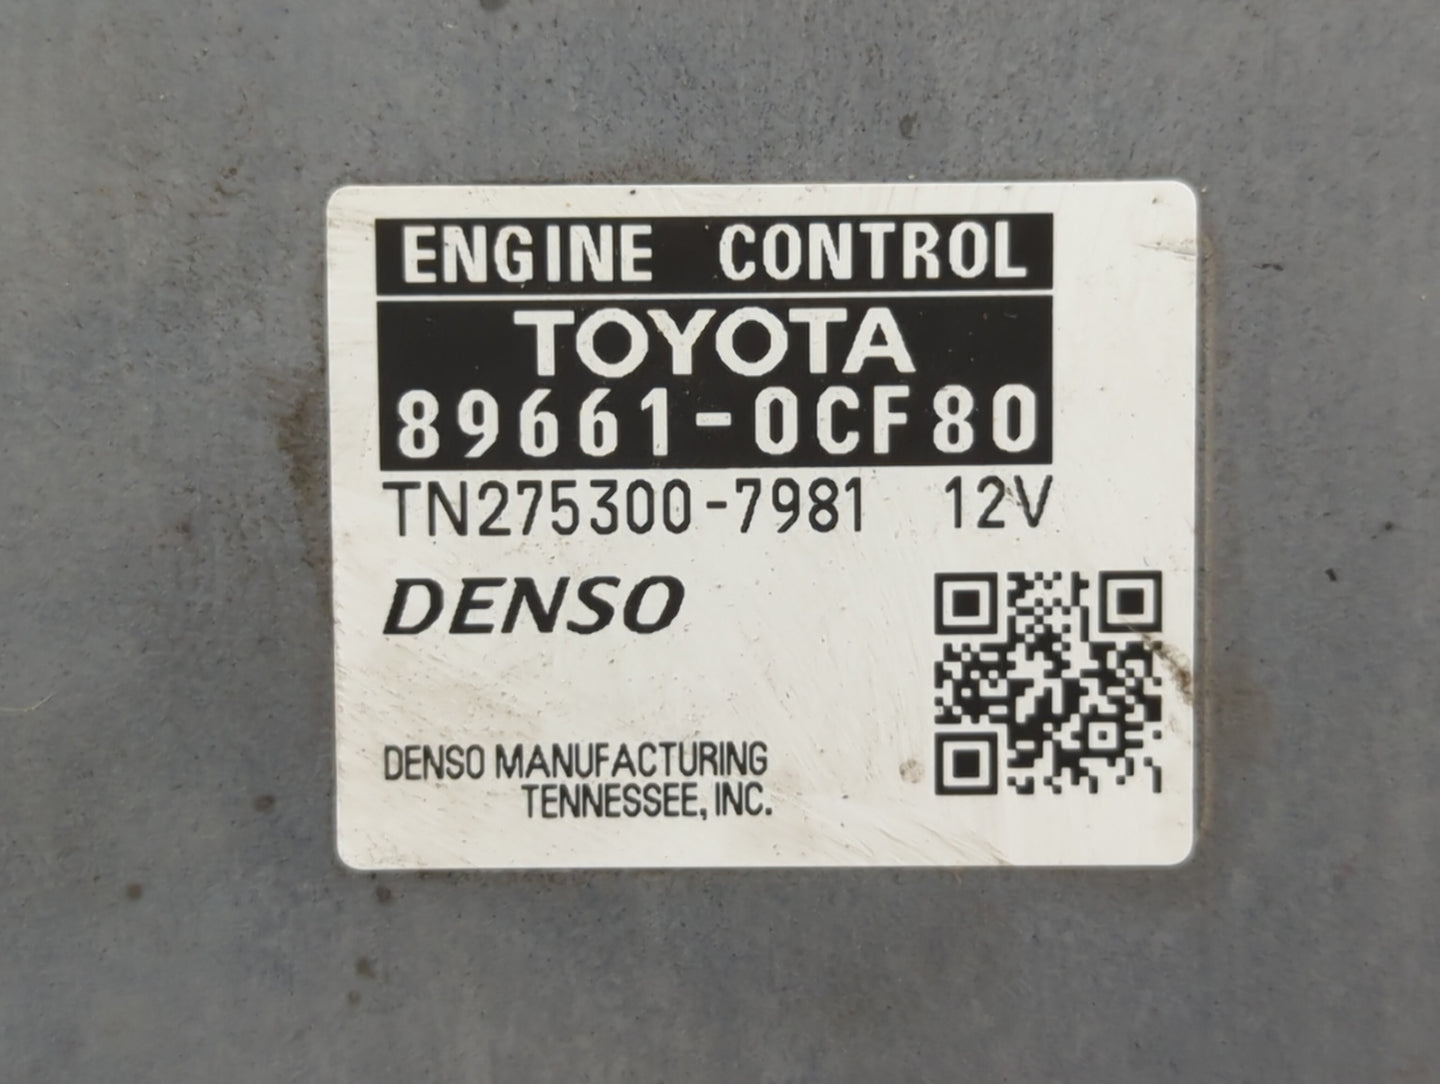 ENGINE CONTROL
TOYOTA
89661-0CF80
TN275300-7981 12V
DENSO
DENSO MANUFACTURING
TENNESSEE, INC.